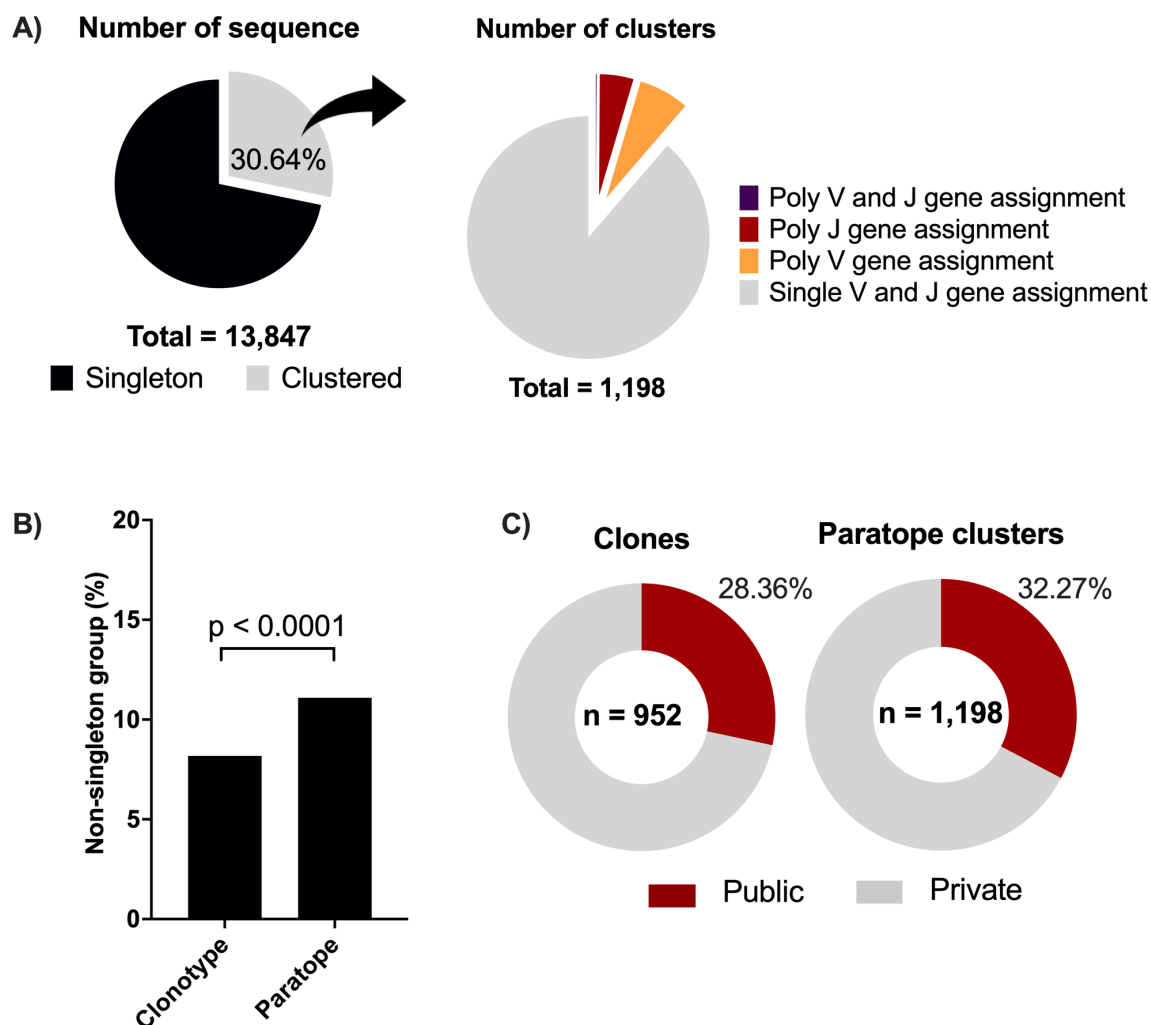 A)
Number of sequence
30.64%
Total = 13,847
Singleton
Clustered
Number of clusters
Poly V and J gene assignment
Poly J gene assignment
Poly V gene assignment
Single V and J gene assignment
Total = 1,198
B)
Non-singleton group (%)
20
15
10
5
0
p < 0.0001
Clonotype
Paratope
C)
Clones
28.36%
n = 952
Paratope clusters
32.27%
n = 1,198
Public
Private